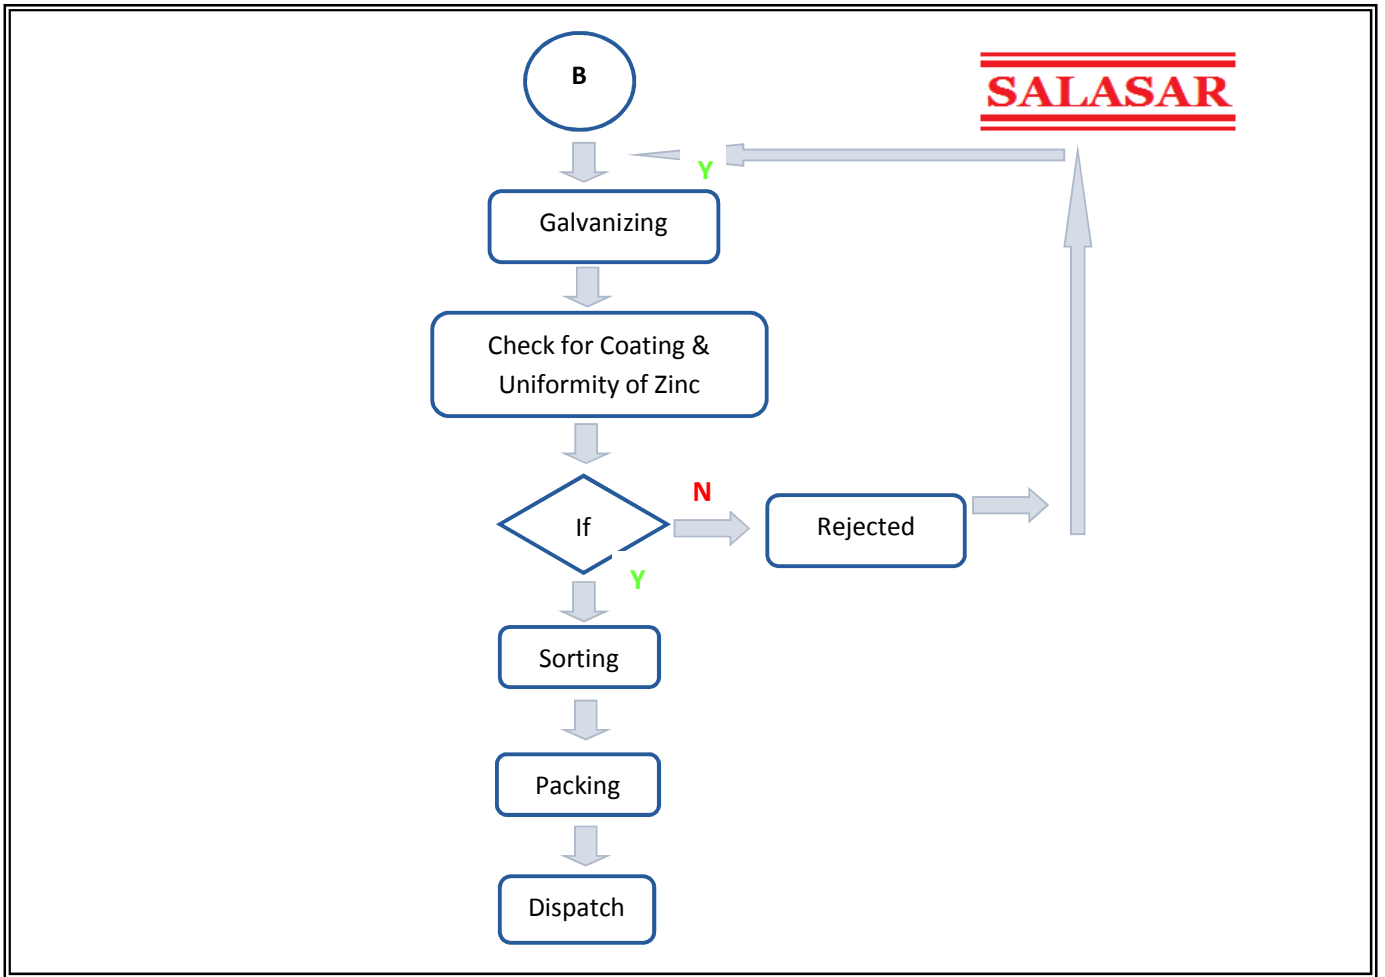 B
SALASAR
Y
Galvanizing
Check for Coating &
Uniformity of Zinc
N
If
Rejected
Y
Sorting
Packing
Dispatch